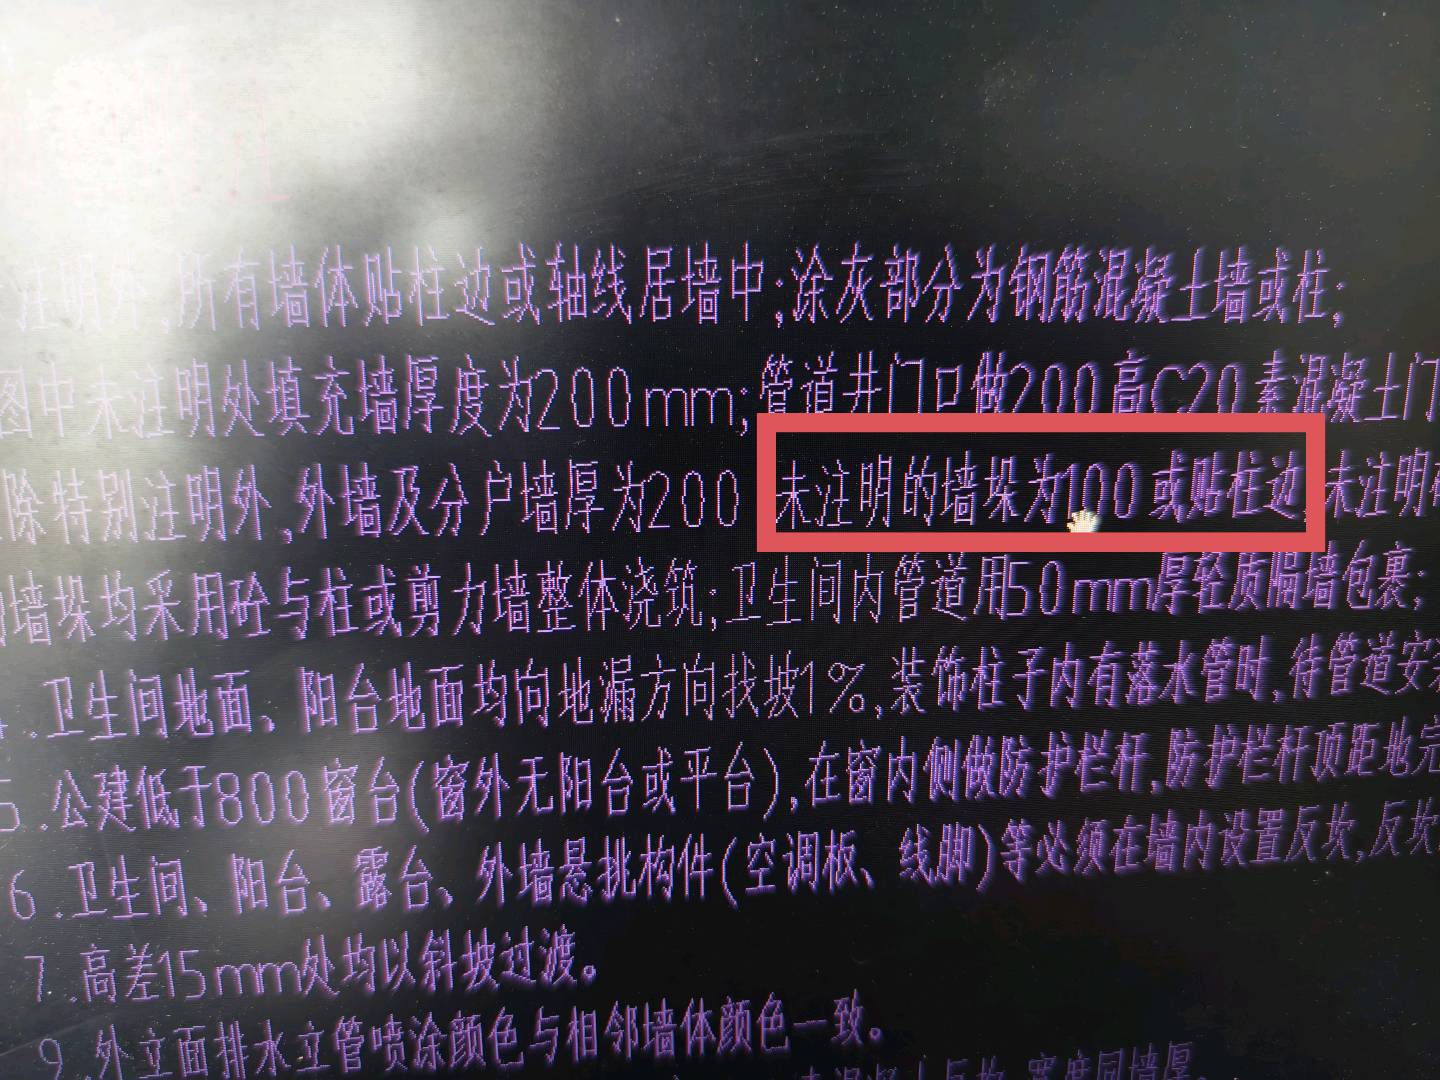 注明外,所有墙体贴柱边或轴线居墙中;涂灰部分为钢筋混凝土墙或柱;
图中未注明处填充墙厚度为200mm;管道井门口做200高C20素混凝土门
除特别注明外,外墙及分户墙厚为200 未注明的墙垛为100或贴柱边,未注明
墙垛均采用砼与柱或剪力墙整体浇筑;卫生间内管道用50mm厚轻质隔墙包裹;
.卫生间地面、阳台地面均向地漏方向找坡1%,装饰柱子内有落水管时,待管道安
5.公建低于800窗台(窗外无阳台或平台),在窗内侧做防护栏杆,防护栏杆顶距地完
6.卫生间、阳台、露台、外墙悬挑构件(空调板、线脚)等必须在墙内设置反坎,反坎
7.高差15mm处均以斜坡过渡。
9.外立面排水立管喷涂颜色与相邻墙体颜色一致。
宽度同墙厚。